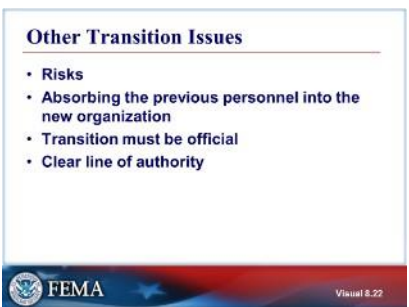 Other Transition Issues
• Risks
• Absorbing the previous personnel into the
new organization
• Transition must be official
• Clear line of authority
FEMA
Visual 8.22